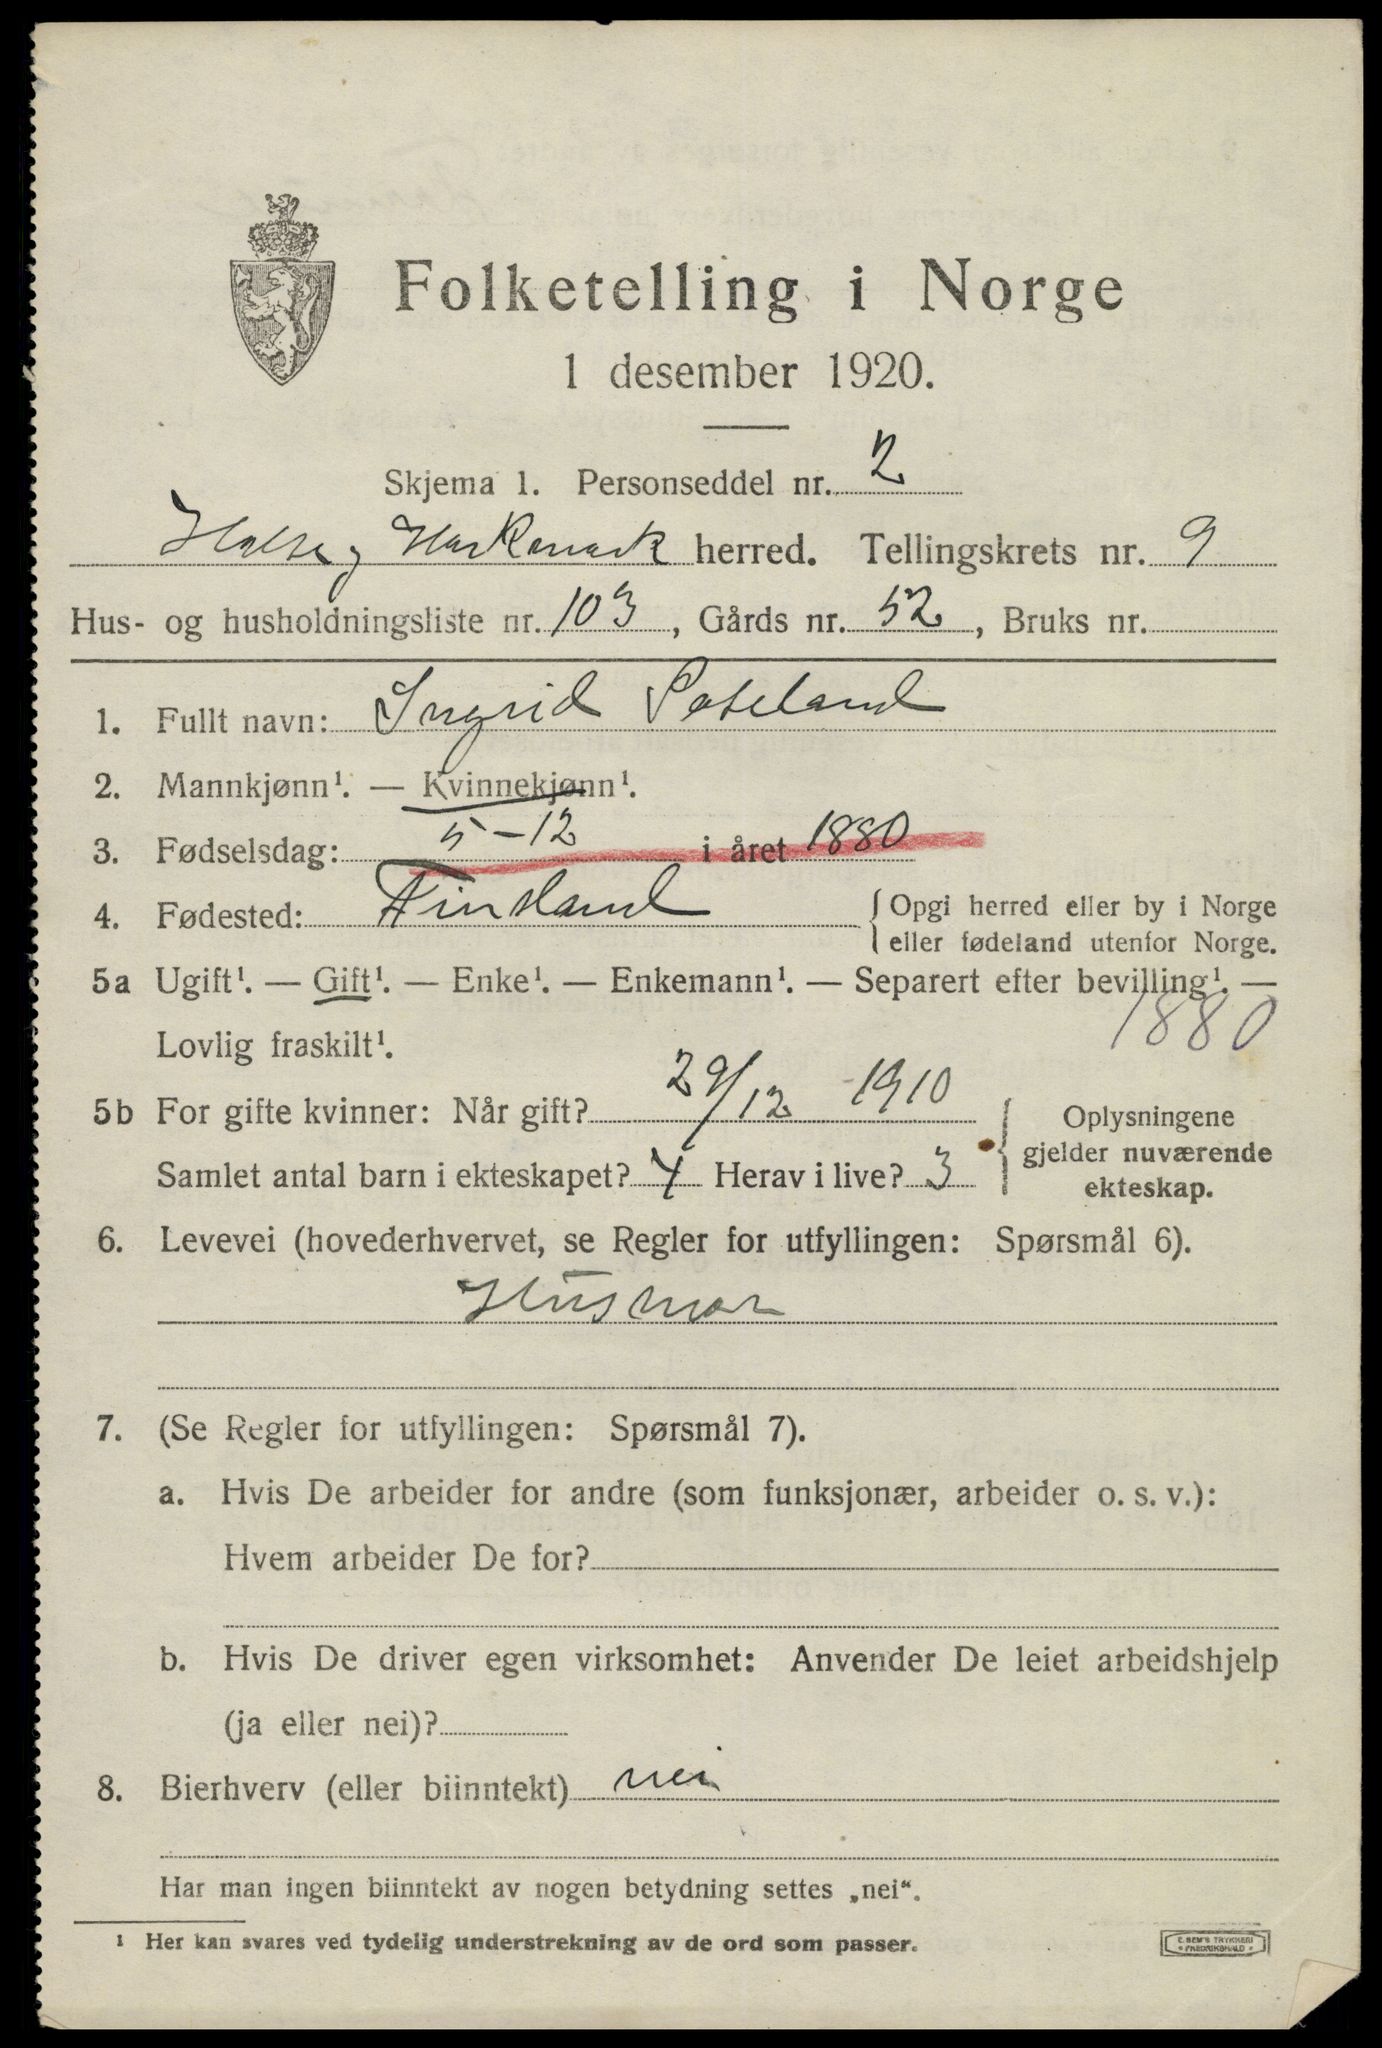 Folketelling i Norge
1 desember 1920.
Skjema 1. Personseddel nr. 2
Halse og Harkmark herred. Tellingskrets nr. 9
Hus- og husholdningsliste nr. 103, Gårds nr. 52, Bruks nr.
1. Fullt navn: Ingrid
2. Mannkjønn¹. — Kvinnekjønn¹.
3. Fødselsdag: 5-12 i året 1880
4. Fødested: Finsland { Opgi herred eller by i Norge
eller fødeland utenfor Norge.
5a Ugift¹. — Gift¹. — Enke¹. — Enkemann¹. — Separert efter bevilling¹. —
Lovlig fraskilt¹. 1880
5b For gifte kvinner: Når gift? 29/12 1910
Samlet antal barn i ekteskapet? 4 Herav i live? 3
{ Oplysningene
gjelder nuværende
ekteskap.
6. Levevei (hovederhvervet, se Regler for utfyllingen: Spørsmål 6).
Husmor
7. (Se Regler for utfyllingen: Spørsmål 7).
a. Hvis De arbeider for andre (som funksjonær, arbeider o. s. v.):
Hvem arbeider De for?
b. Hvis De driver egen virksomhet: Anvender De leiet arbeidshjelp
(ja eller nei)?
8. Bierhverv (eller biinntekt) nei
Har man ingen biinntekt av nogen betydning settes „nei“.
¹ Her kan svares ved tydelig understrekning av de ord som passer.
E. SEM'S TRYKKERI
FREDRIKSHALD